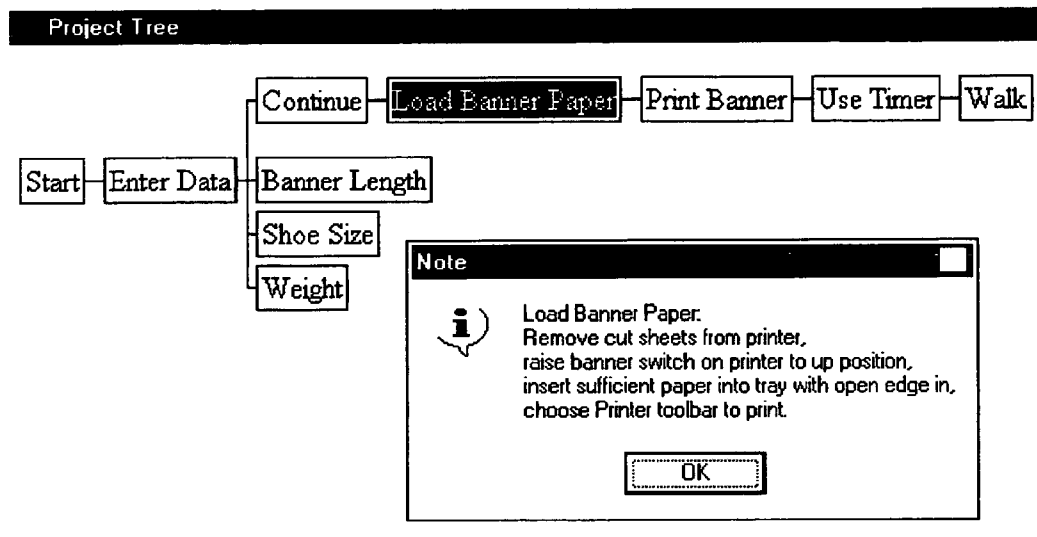 Project Tree
Continue Load Banner Paper Print Banner Use Timer Walk
Start Enter Data Banner Length
Shoe Size
Weight
Note
Load Banner Paper.
Remove cut sheets from printer,
raise banner switch on printer to up position,
insert sufficient paper into tray with open edge in,
choose Printer toolbar to print.
OK